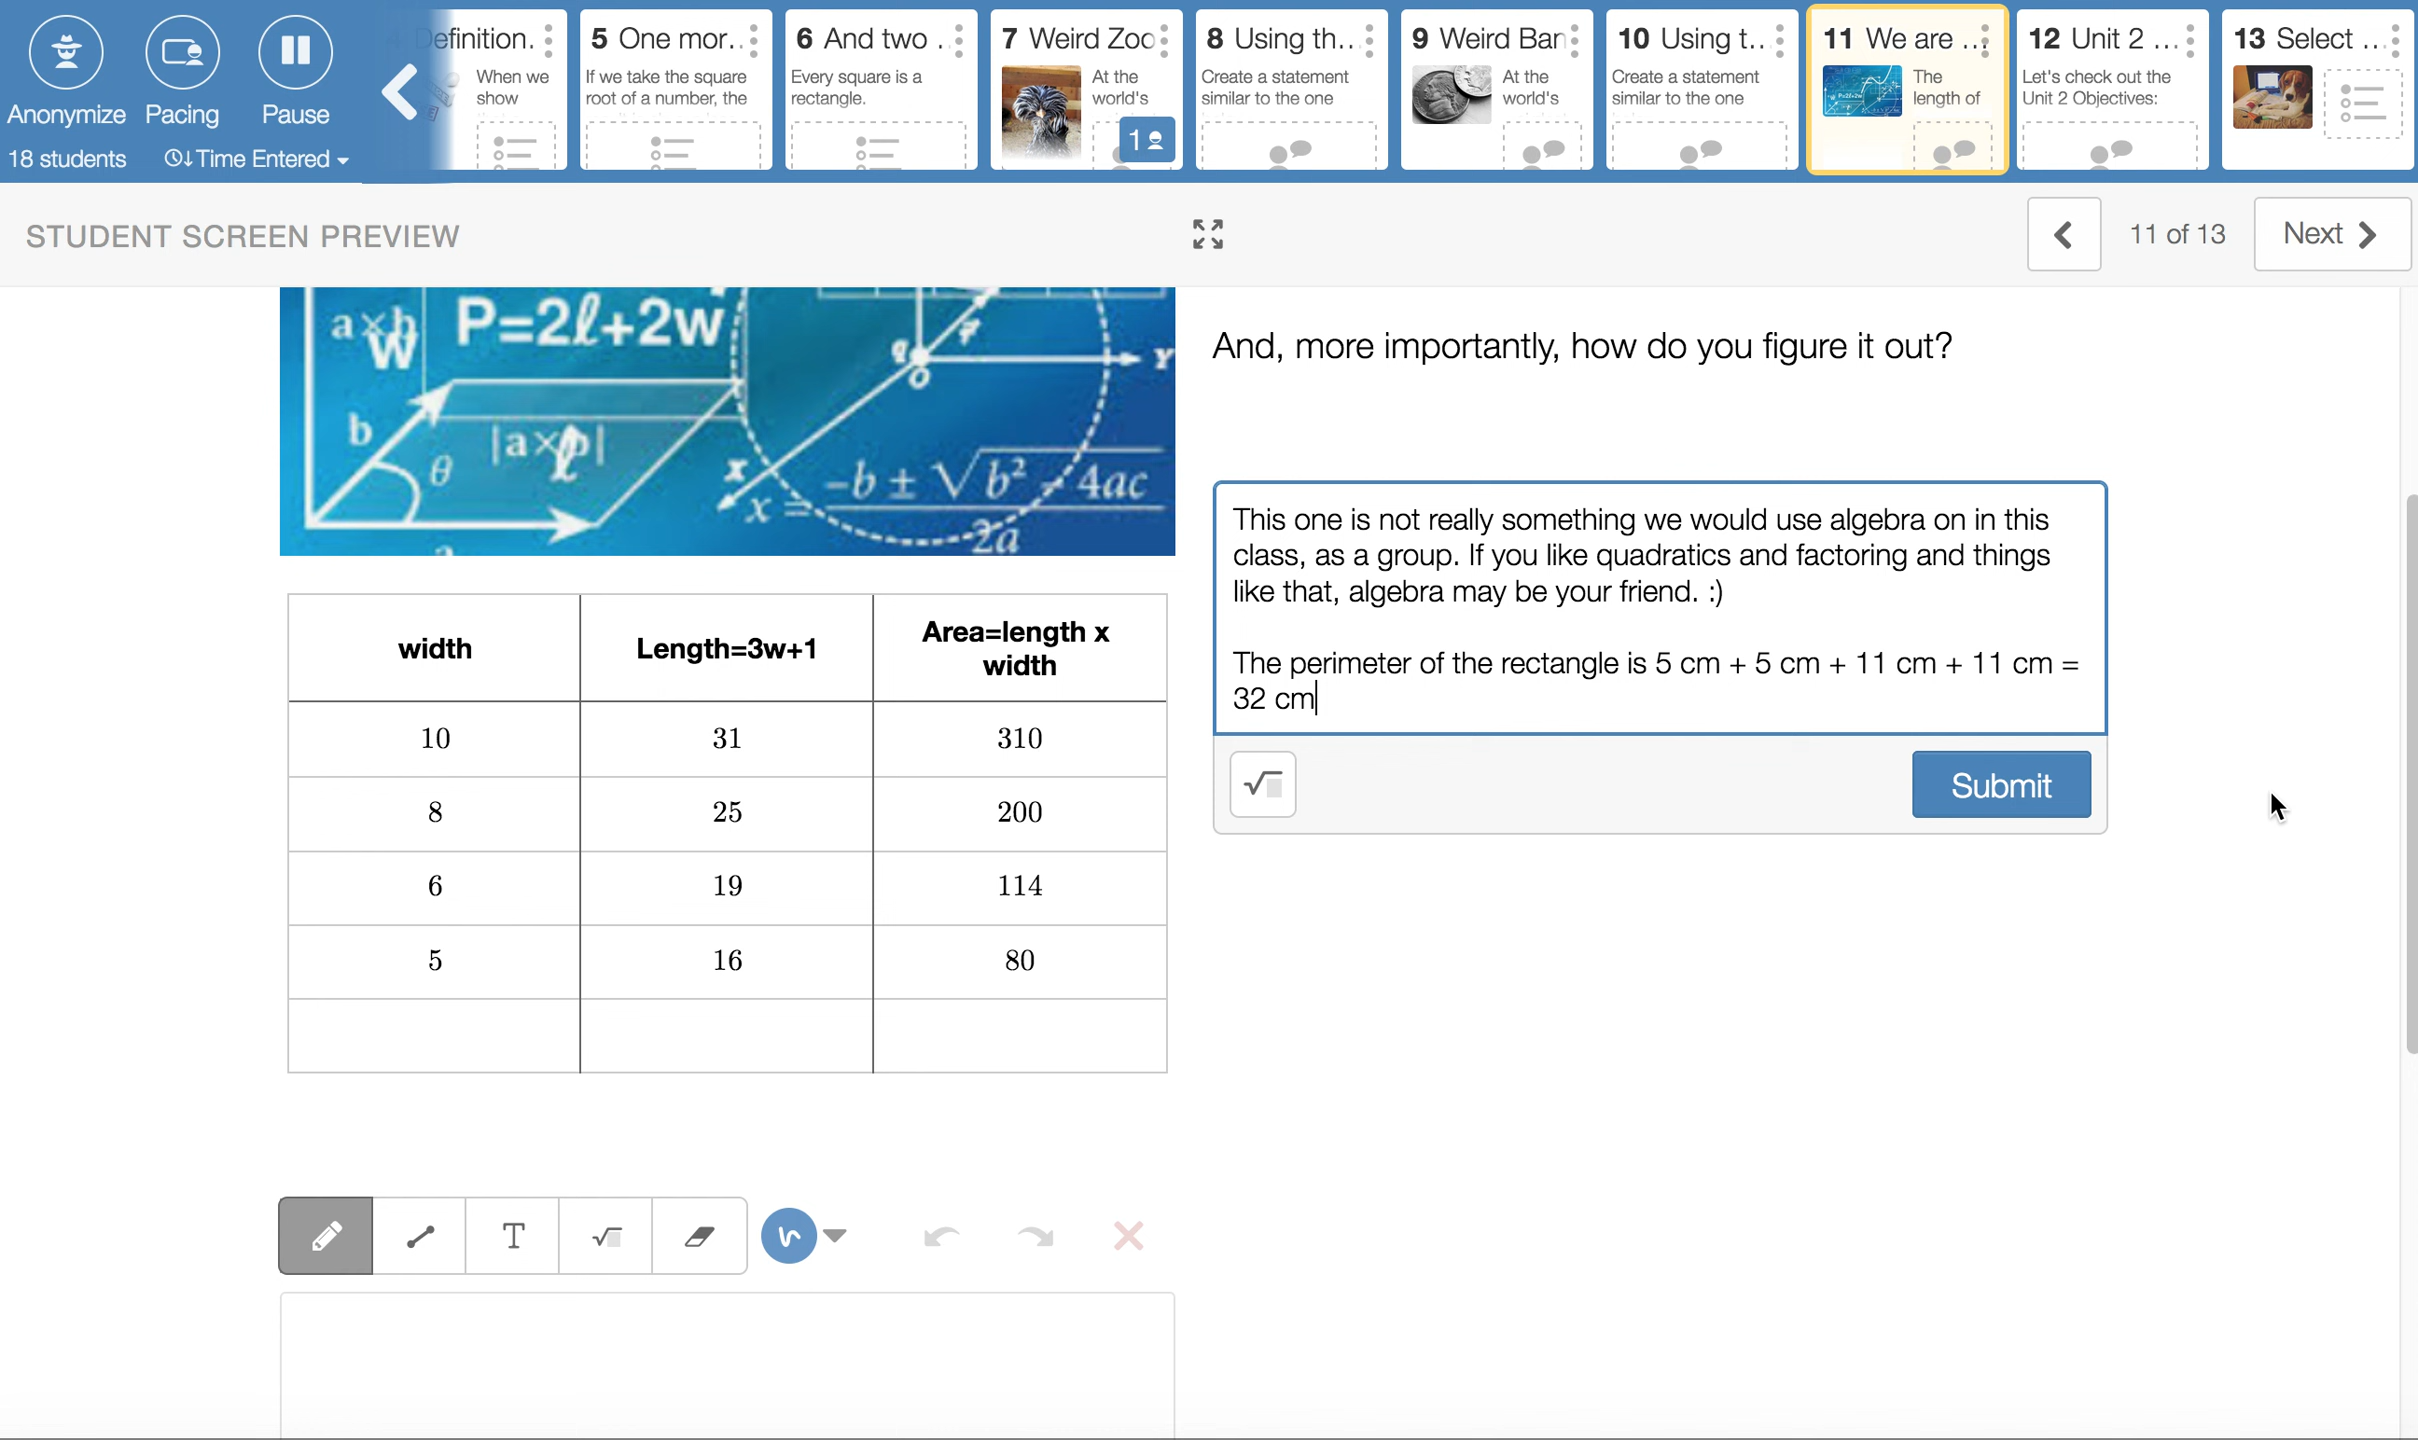 Anonymize
Pacing
Pause
18 students
Time Entered
4 Definition...
When we
show
5 One mor...
If we take the square
root of a number, the
6 And two ...
Every square is a
rectangle.
7 Weird Zoo
At the
world's
1
8 Using th...
Create a statement
similar to the one
9 Weird Ban
At the
world's
10 Using t...
Create a statement
similar to the one
11 We are ...
The
length of
12 Unit 2 ...
Let's check out the
Unit 2 Objectives:
13 Select ...
STUDENT SCREEN PREVIEW
11 of 13
Next
a×b
w
P=2ℓ+2w
q
O
Y
b
θ
|a×b|
ℓ
x
x = -b ± √b² - 4ac
2a
And, more importantly, how do you figure it out?
This one is not really something we would use algebra on in this
class, as a group. If you like quadratics and factoring and things
like that, algebra may be your friend. :)
The perimeter of the rectangle is 5 cm + 5 cm + 11 cm + 11 cm =
32 cm
Submit
width Length=3w+1 Area=length x
width
10 31 310
8 25 200
6 19 114
5 16 80
T